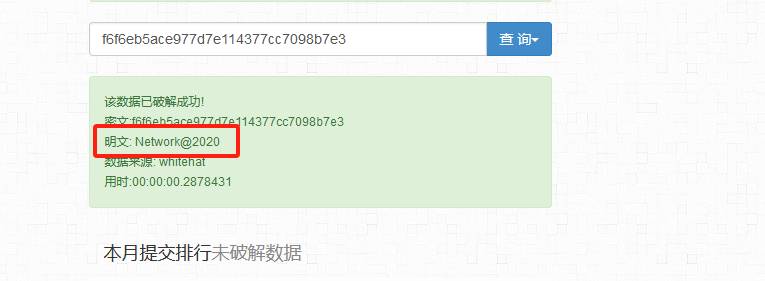 f6f6eb5ace977d7e114377cc7098b7e3 查 询
该数据已破解成功!
密文:f6f6eb5ace977d7e114377cc7098b7e3
明文: Network@2020
数据来源: whitehat
用时:00:00:00.2878431
本月提交排行未破解数据